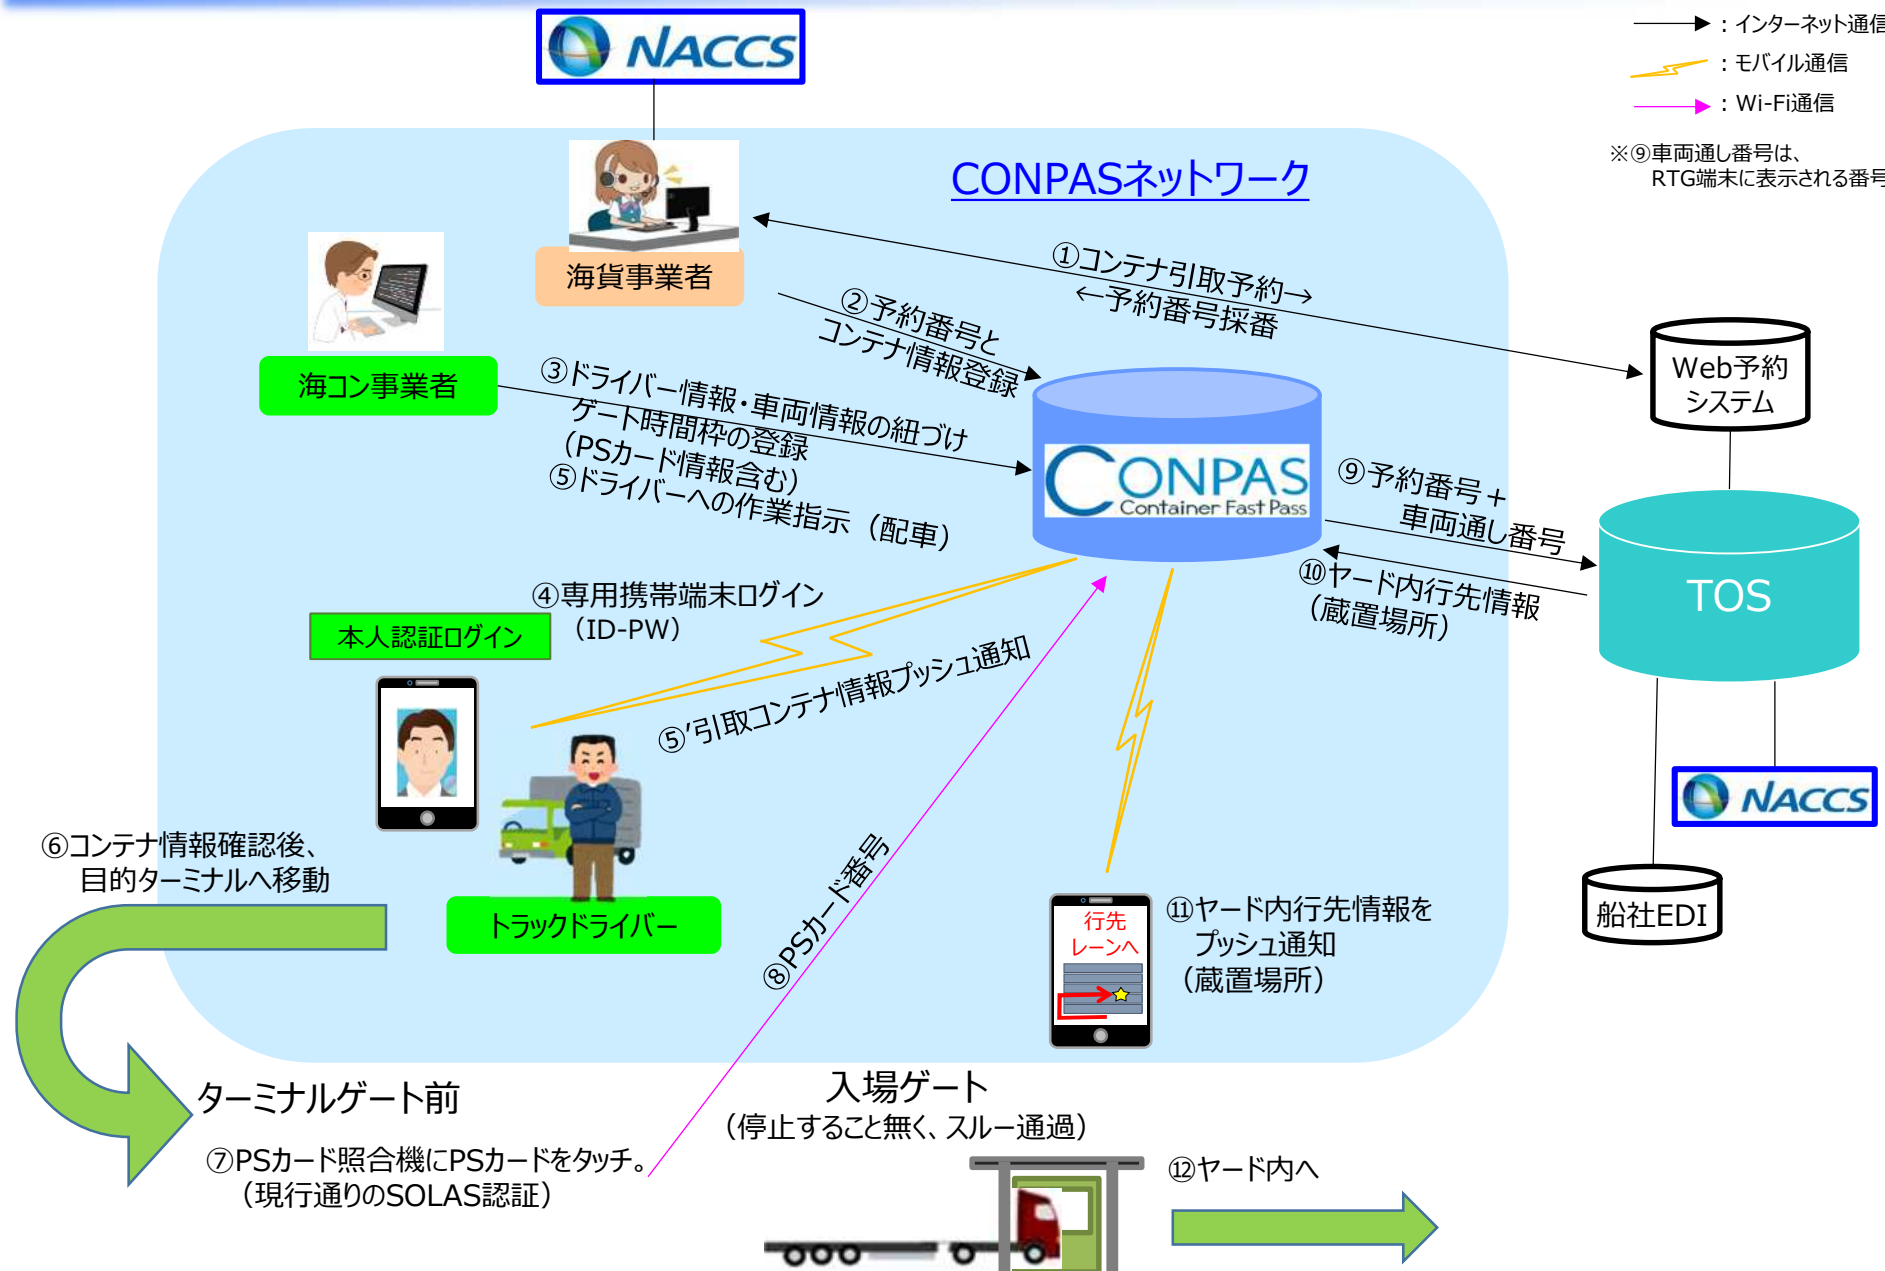 NACCS
：インターネット通信
：モバイル通信
：Wi-Fi通信
※⑨車両通し番号は、
RTG端末に表示される番号
CONPASネットワーク
海貨事業者
海コン事業者
①コンテナ引取予約→
←予約番号採番
②予約番号と
コンテナ情報登録
③ドライバー情報・車両情報の紐づけ
ゲート時間枠の登録
（PSカード情報含む）
⑤ドライバーへの作業指示（配車）
Web予約
システム
CONPAS
Container Fast Pass
⑨予約番号＋
車両通し番号
⑩ヤード内行先情報
（蔵置場所）
TOS
④専用携帯端末ログイン
（ID-PW）
本人認証ログイン
⑤’引取コンテナ情報プッシュ通知
NACCS
船社EDI
⑥コンテナ情報確認後、
目的ターミナルへ移動
トラックドライバー
⑧PSカード番号
行先
レーンへ
⑪ヤード内行先情報を
プッシュ通知
（蔵置場所）
ターミナルゲート前
⑦PSカード照合機にPSカードをタッチ。
（現行通りのSOLAS認証）
入場ゲート
（停止すること無く、スルー通過）
⑫ヤード内へ